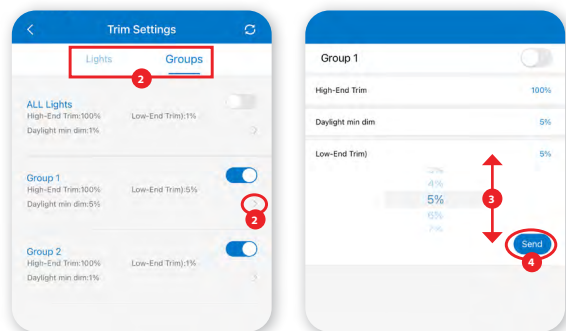 Trim Settings
Lights
Groups
2
ALL Lights
High-End Trim:100%
Low-End Trim):1%
Daylight min dim:1%
Group 1
High-End Trim:100%
Low-End Trim):5%
Daylight min dim:5%
2
Group 2
High-End Trim:100%
Low-End Trim):1%
Daylight min dim:1%
Group 1
High-End Trim
100%
Daylight min dim
5%
Low-End Trim)
5%
3%
4%
5%
6%
7%
3
Send
4